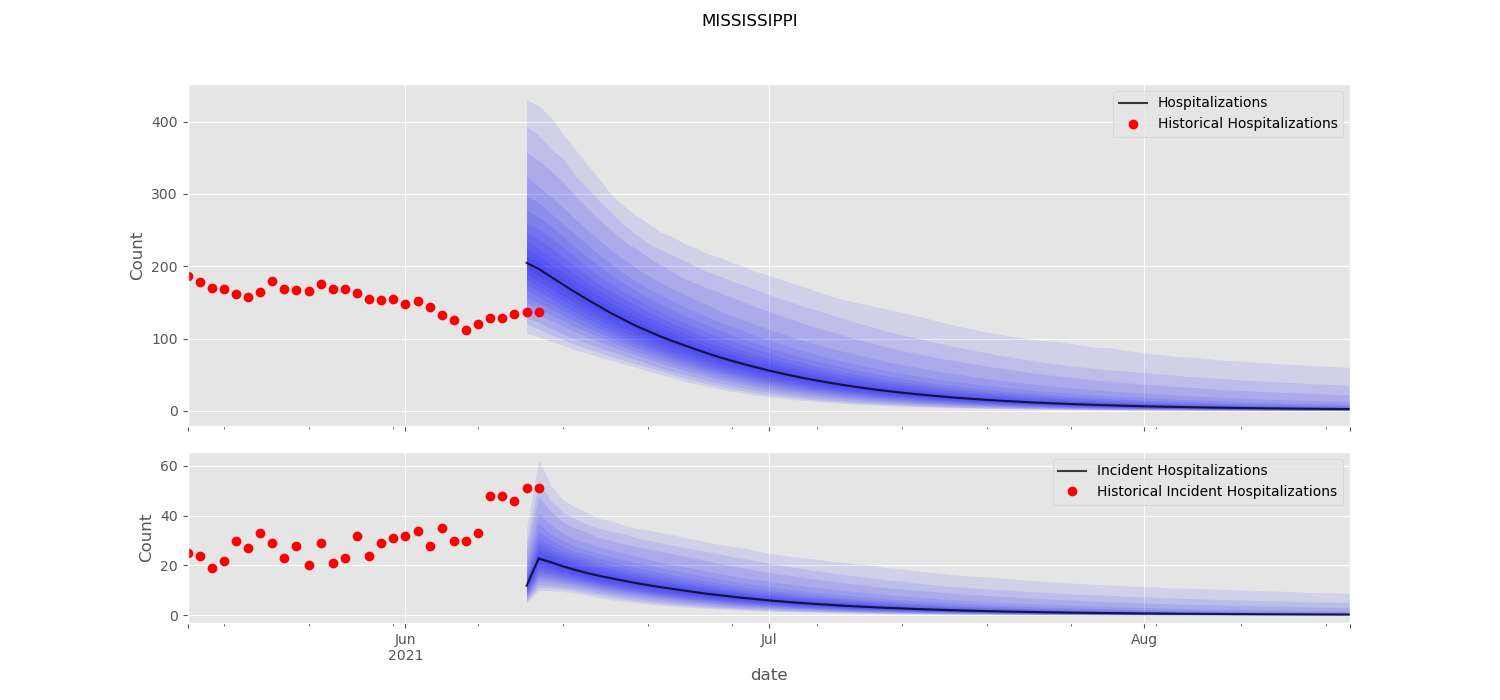 MISSISSIPPI
Hospitalizations
Historical Hospitalizations
400
300
200
100
0
Count
Incident Hospitalizations
Historical Incident Hospitalizations
60
40
20
0
Count
Jun
2021
Jul
Aug
date